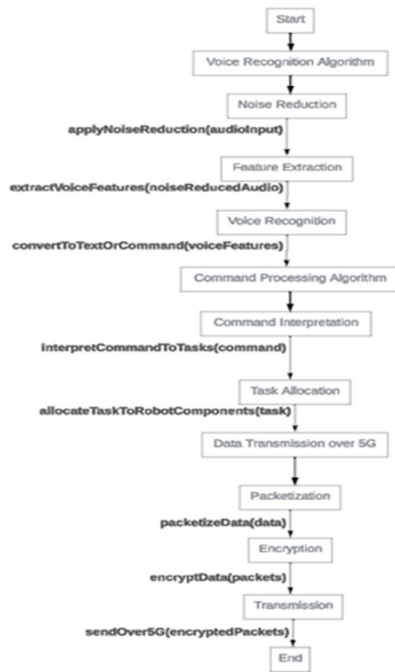 Start
Voice Recognition Algorithm
Noise Reduction
applyNoiseReduction(audioInput)
Feature Extraction
extractVoiceFeatures(noiseReducedAudio)
Voice Recognition
convertToTextOrCommand(voiceFeatures)
Command Processing Algorithm
Command Interpretation
interpretCommandToTasks(command)
Task Allocation
allocateTaskToRobotComponents(task)
Data Transmission over 5G
Packetization
packetizeData(data)
Encryption
encryptData(packets)
Transmission
sendOver5G(encryptedPackets)
End